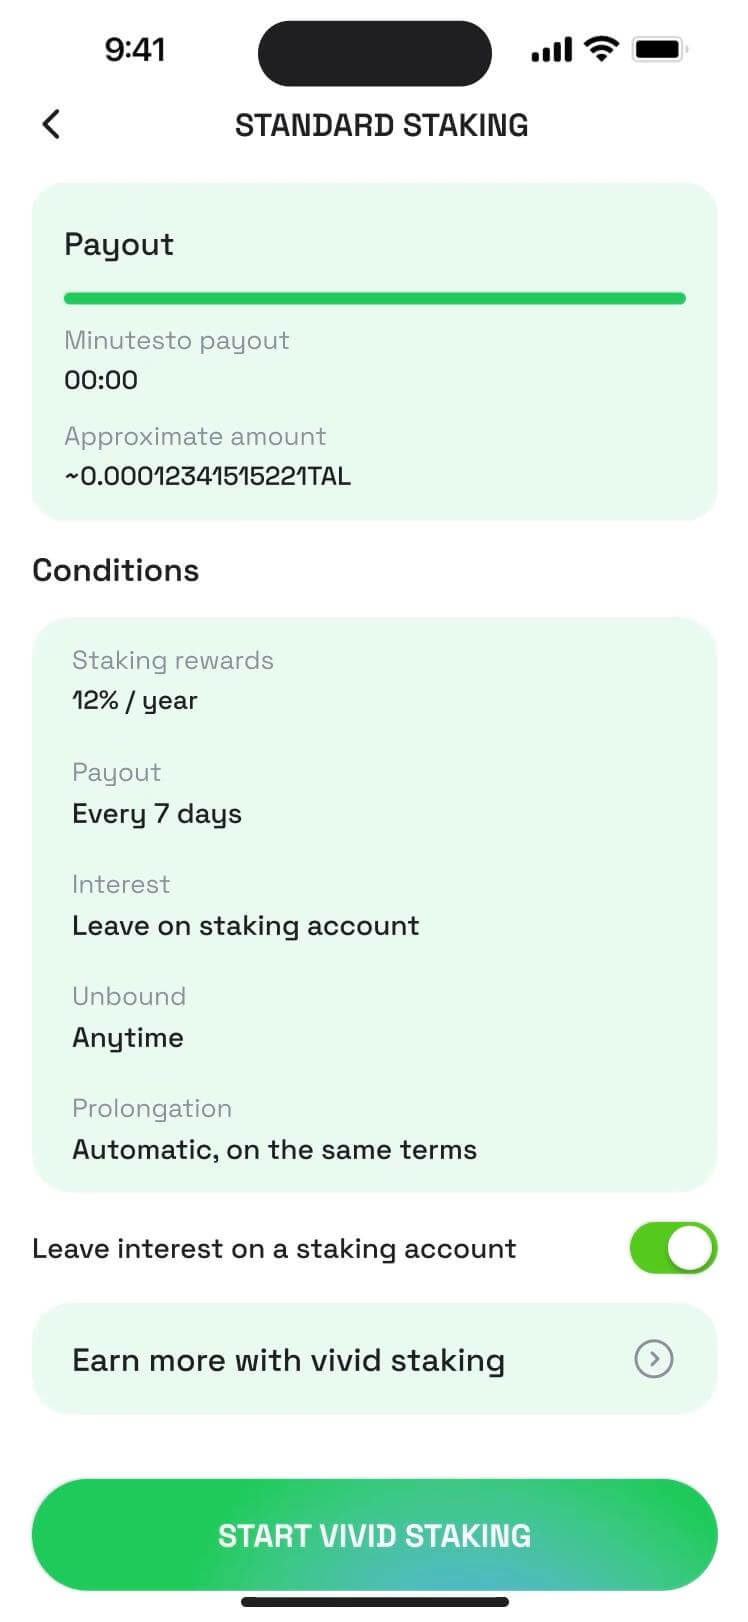 9:41
STANDARD STAKING
Payout
Minutesto payout
00:00
Approximate amount
~0.00012341515221TAL
Conditions
Staking rewards
12% / year
Payout
Every 7 days
Interest
Leave on staking account
Unbound
Anytime
Prolongation
Automatic, on the same terms
Leave interest on a staking account
Earn more with vivid staking
START VIVID STAKING